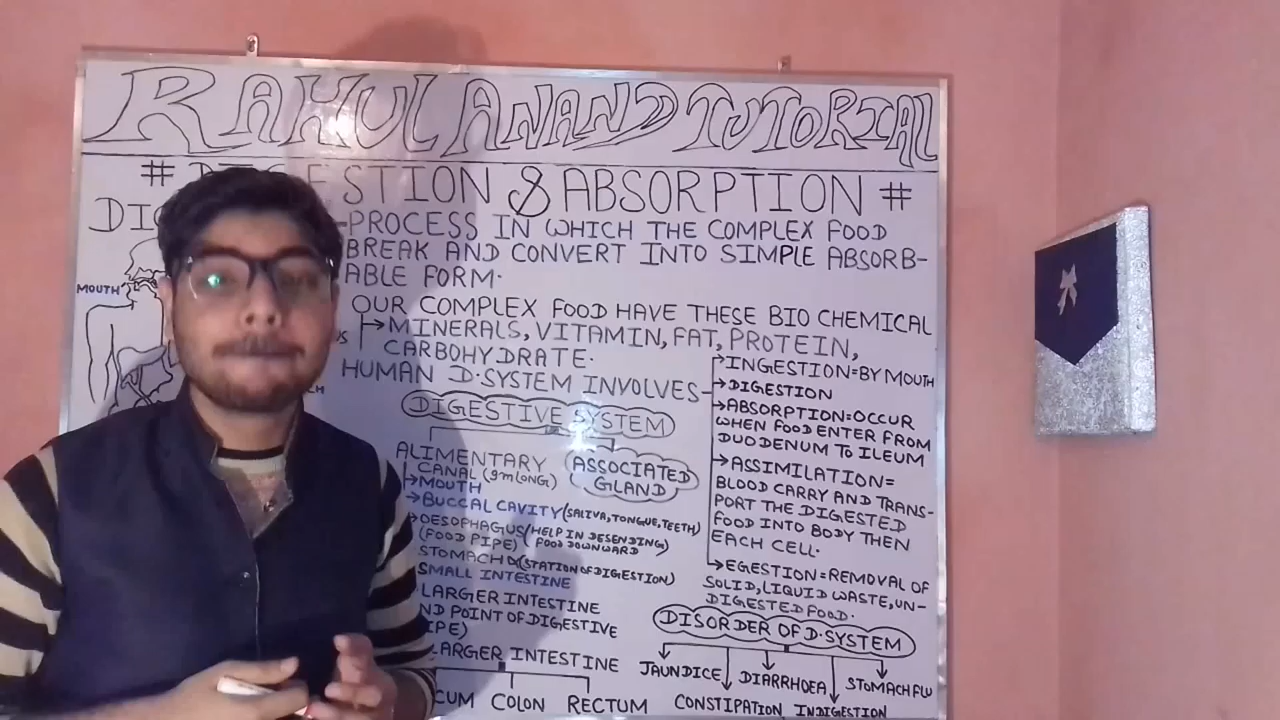 RAHUL ANAND TUTORIAL
# DIGESTION & ABSORPTION #
-PROCESS IN WHICH THE COMPLEX FOOD
BREAK AND CONVERT INTO SIMPLE ABSORB-
ABLE FORM.
OUR COMPLEX FOOD HAVE THESE BIO CHEMICAL
→MINERALS, VITAMIN, FAT, PROTEIN,
CARBOHYDRATE.
HUMAN D.SYSTEM INVOLVES-
→INGESTION=BY MOUTH
→DIGESTION
→ABSORPTION=OCCUR
WHEN FOOD ENTER FROM
DUODENUM TO ILEUM
→ASSIMILATION=
BLOOD CARRY AND TRANS-
PORT THE DIGESTED
FOOD INTO BODY THEN
EACH CELL.
→EGESTION=REMOVAL OF
SOLID, LIQUID WASTE, UN-
DIGESTED FOOD.
MOUTH
DIGESTIVE SYSTEM
ALIMENTARY
CANAL (9m LONG)
ASSOCIATED
GLAND
→MOUTH
→BUCCAL CAVITY (SALIVA, TONGUE, TEETH)
→OESOPHAGUS (HELP IN DESENDING)
(FOOD PIPE) FOOD DOWNWARD
STOMACH (STATION OF DIGESTION)
SMALL INTESTINE
LARGER INTESTINE
ND POINT OF DIGESTIVE
IPE)
LARGER INTESTINE
CUM COLON RECTUM
DISORDER OF D.SYSTEM
JAUNDICE
CONSTIPATION
DIARRHOEA
INDIGESTION
STOMACH FLU